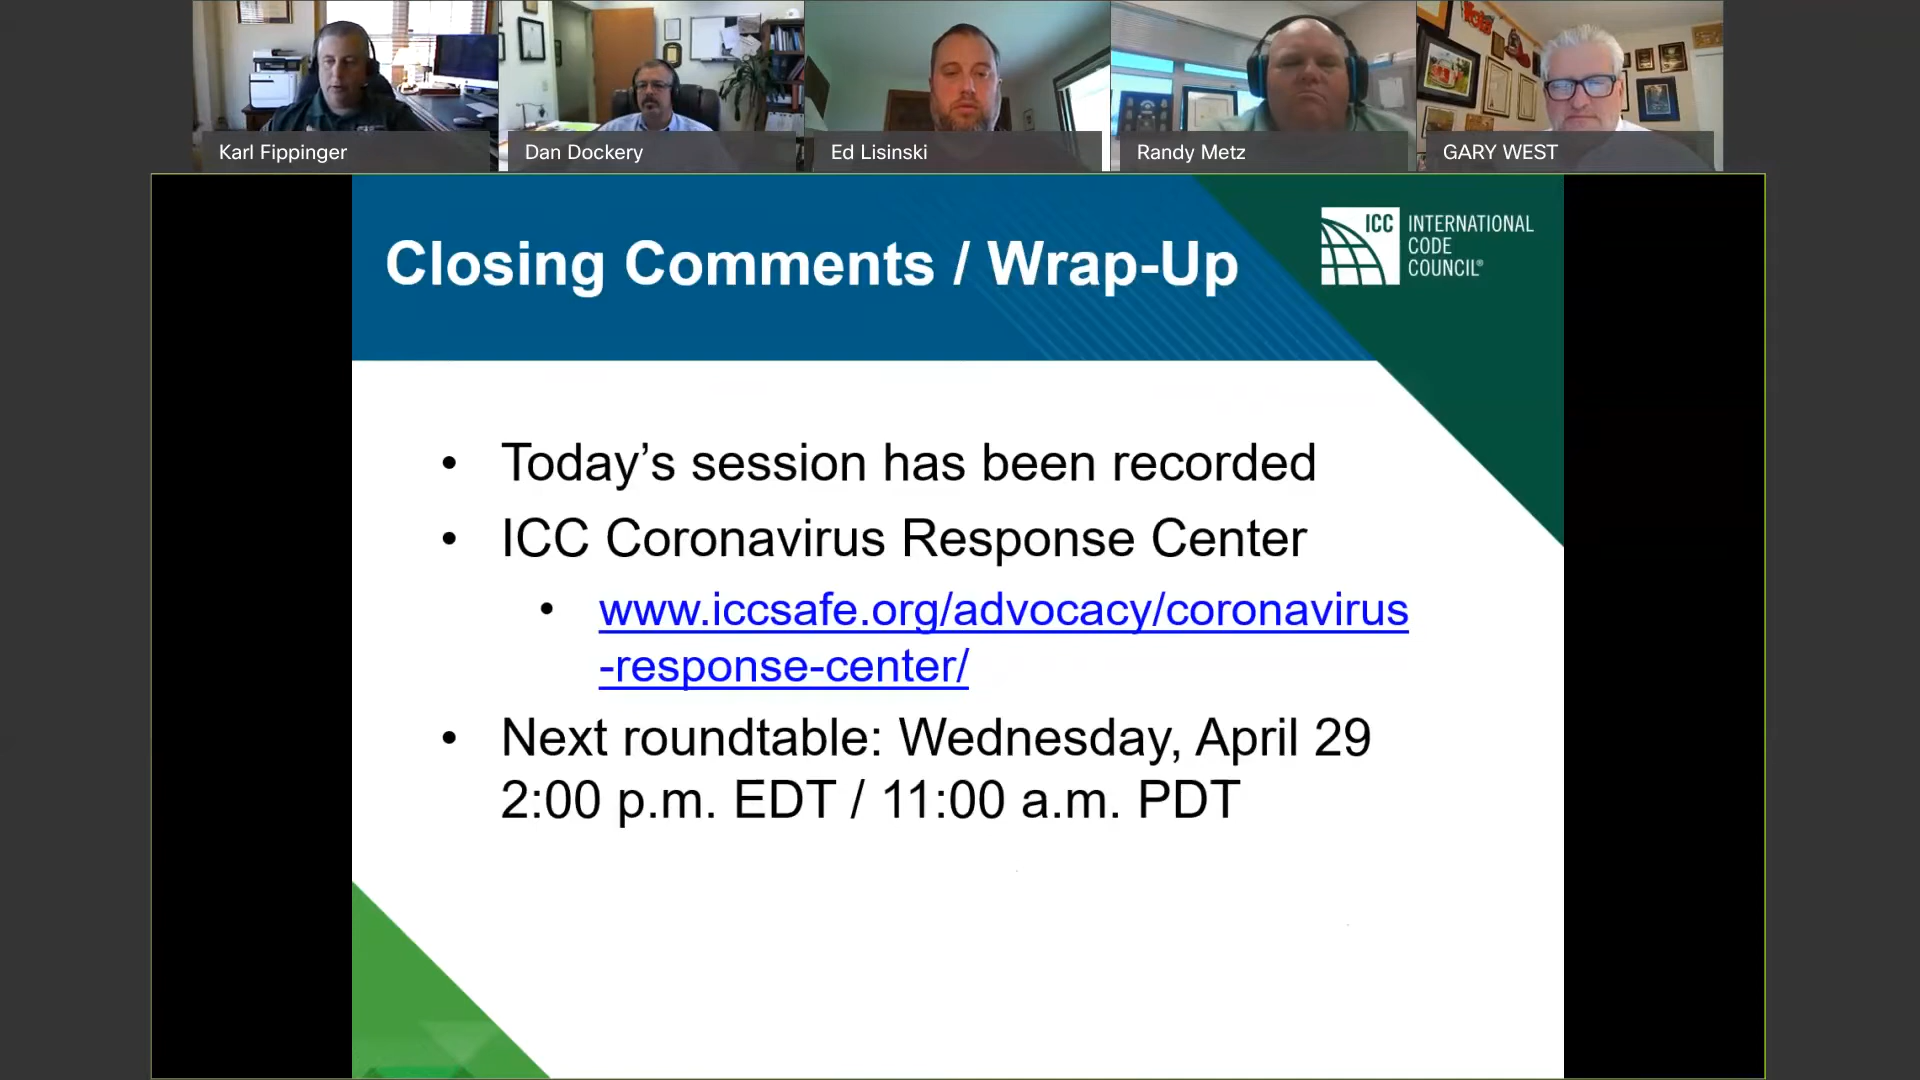 Karl Fippinger
Dan Dockery
Ed Lisinski
Randy Metz
GARY WEST
Closing Comments / Wrap-Up
ICC INTERNATIONAL
CODE
COUNCIL®
• Today’s session has been recorded
• ICC Coronavirus Response Center
• www.iccsafe.org/advocacy/coronavirus
-response-center/
• Next roundtable: Wednesday, April 29
2:00 p.m. EDT / 11:00 a.m. PDT